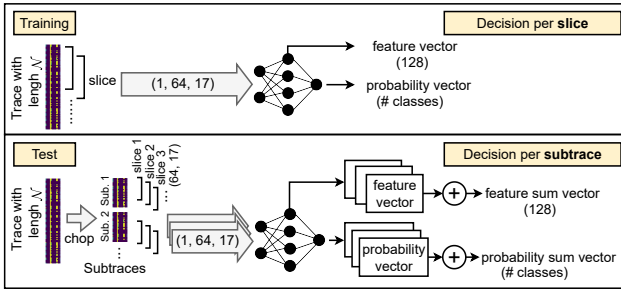 Training
Decision per slice
Trace with
lengh N
slice
......
(1, 64, 17)
feature vector
(128)
probability vector
(# classes)
Test
Decision per subtrace
Trace with
lengh N
chop
Sub. 1
Sub. 2
...
Subtraces
slice 1
slice 2
slice 3
(64, 17)
...
(1, 64, 17)
feature
vector
+
feature sum vector
(128)
probability
vector
+
probability sum vector
(# classes)